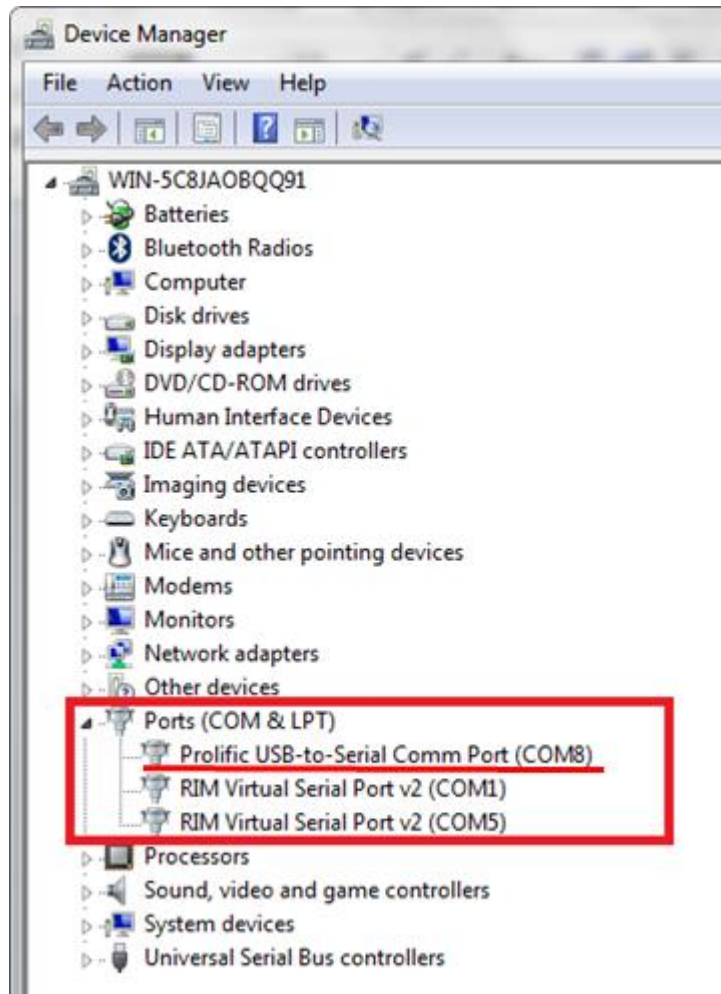 Device Manager
File Action View Help
WIN-5C8JAOBQQ91
Batteries
Bluetooth Radios
Computer
Disk drives
Display adapters
DVD/CD-ROM drives
Human Interface Devices
IDE ATA/ATAPI controllers
Imaging devices
Keyboards
Mice and other pointing devices
Modems
Monitors
Network adapters
Other devices
Ports (COM & LPT)
Prolific USB-to-Serial Comm Port (COM8)
RIM Virtual Serial Port v2 (COM1)
RIM Virtual Serial Port v2 (COM5)
Processors
Sound, video and game controllers
System devices
Universal Serial Bus controllers